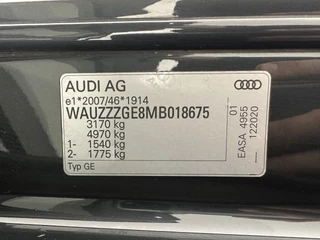 AUDI AG
e1*2007/46*1914
WAUZZZGE8MB018675
3170 kg
4970 kg
1- 1540 kg
2- 1775 kg
Typ GE
01
EASA 4955
122020